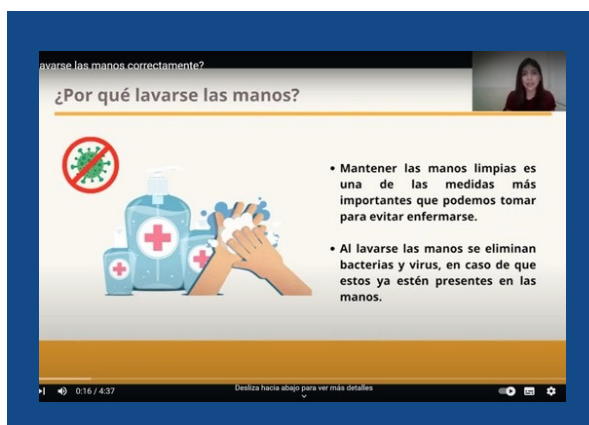 avarse las manos correctamente?
¿Por qué lavarse las manos?
• Mantener las manos limpias es
una de las medidas más
importantes que podemos tomar
para evitar enfermarse.
• Al lavarse las manos se eliminan
bacterias y virus, en caso de que
estos ya estén presentes en las
manos.
0:16 / 4:37
Desliza hacia abajo para ver más detalles